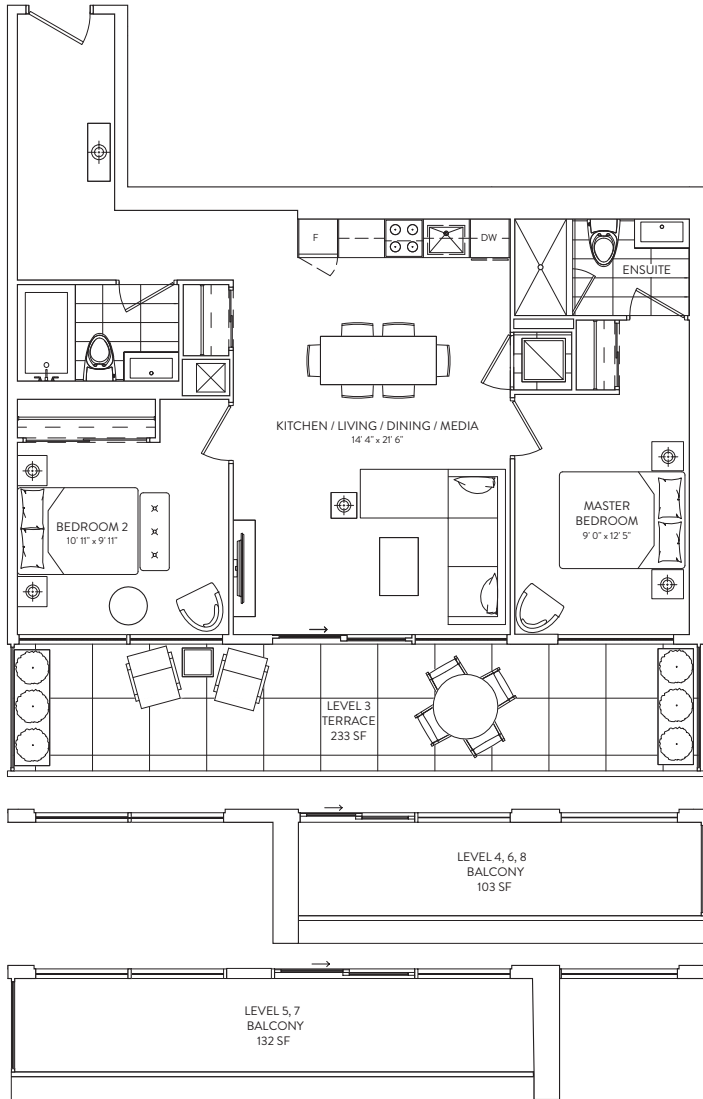 F
DW
ENSUITE
KITCHEN / LIVING / DINING / MEDIA
14' 4" x 21' 6"
BEDROOM 2
10' 11" x 9' 11"
MASTER
BEDROOM
9' 0" x 12' 5"
LEVEL 3
TERRACE
233 SF
LEVEL 4, 6, 8
BALCONY
103 SF
LEVEL 5, 7
BALCONY
132 SF